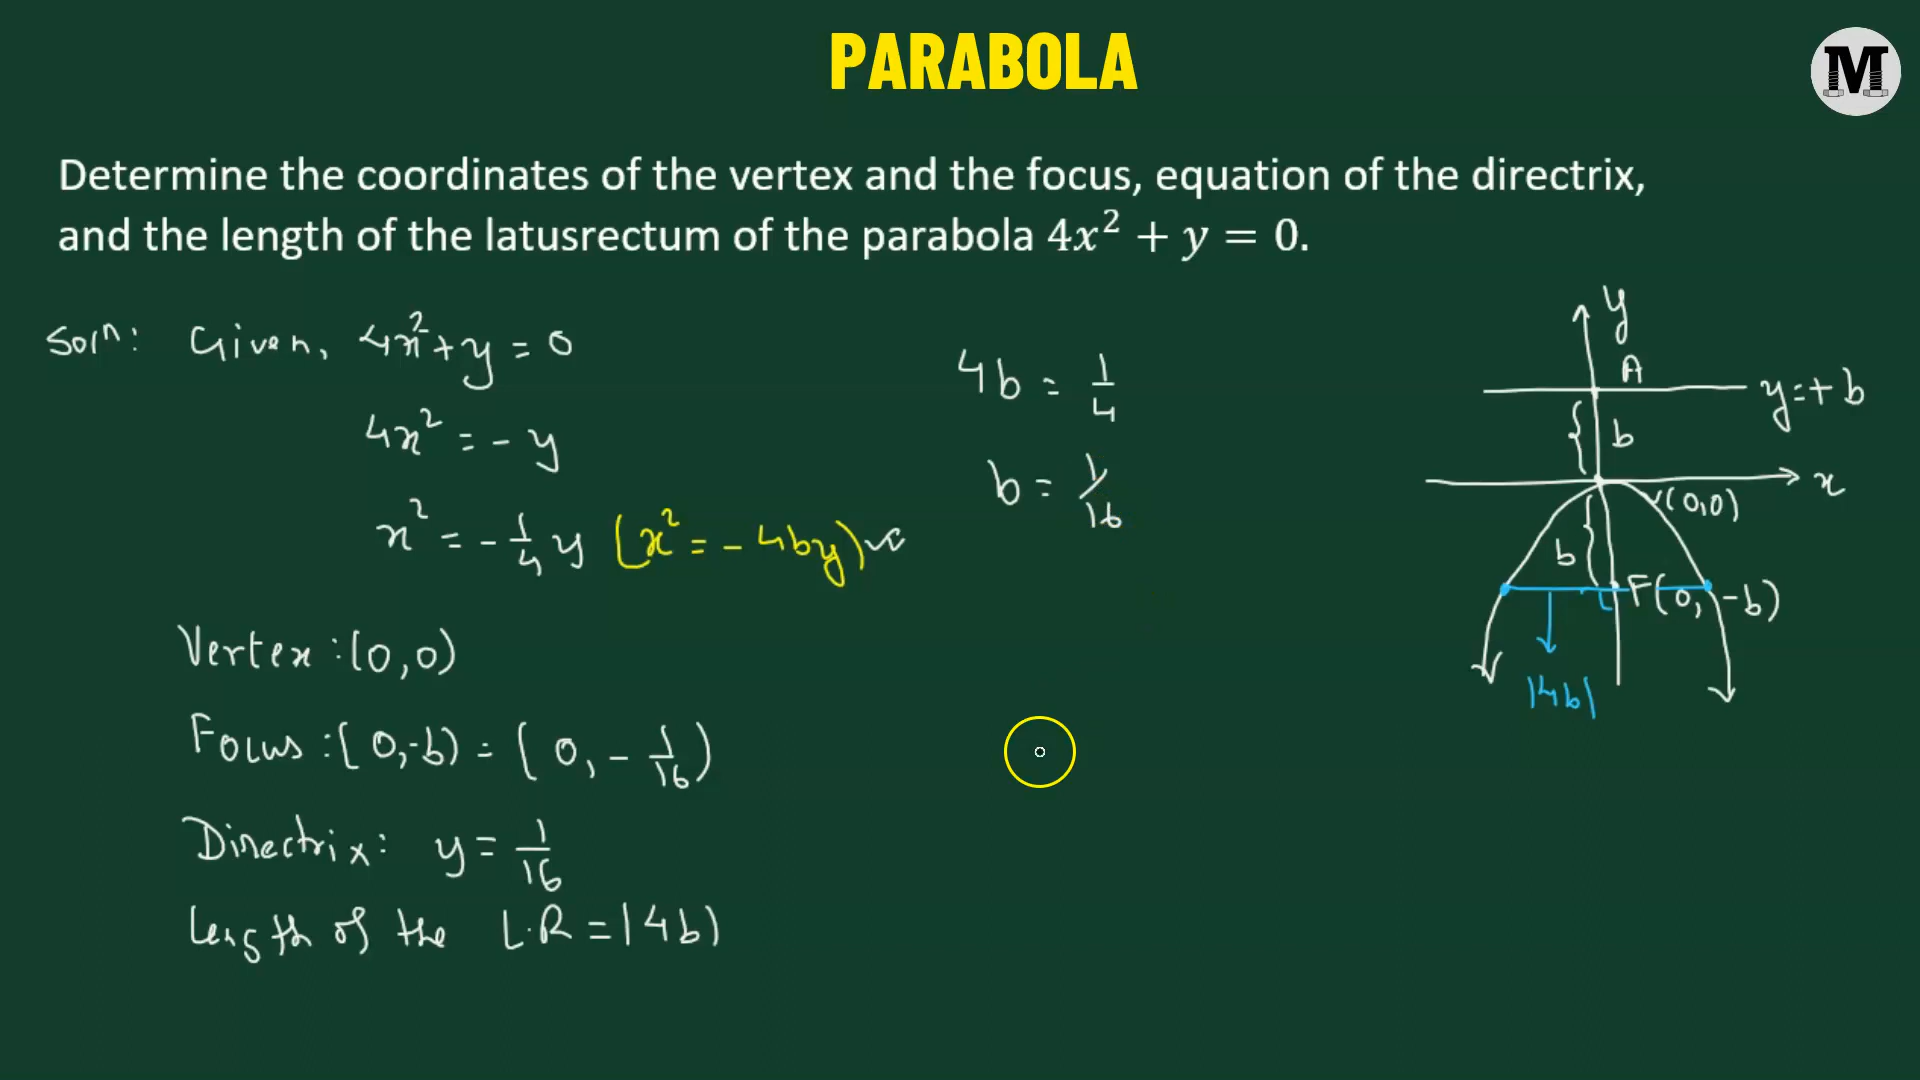 PARABOLA
M
Determine the coordinates of the vertex and the focus, equation of the directrix,
and the length of the latusrectum of the parabola 4x² + y = 0.
Solⁿ: Given, 4x²+y = 0
4x² = - y
x² = - 1/4 y (x² = - 4by)
4b = 1/4
b = 1/16
Vertex : (0,0)
Focus : (0,-b) = (0, - 1/16)
Directrix: y = 1/16
Length of the L.R = |4b|
y
A
y=+b
b
x
(0,0)
b
F(0, -b)
|4b|